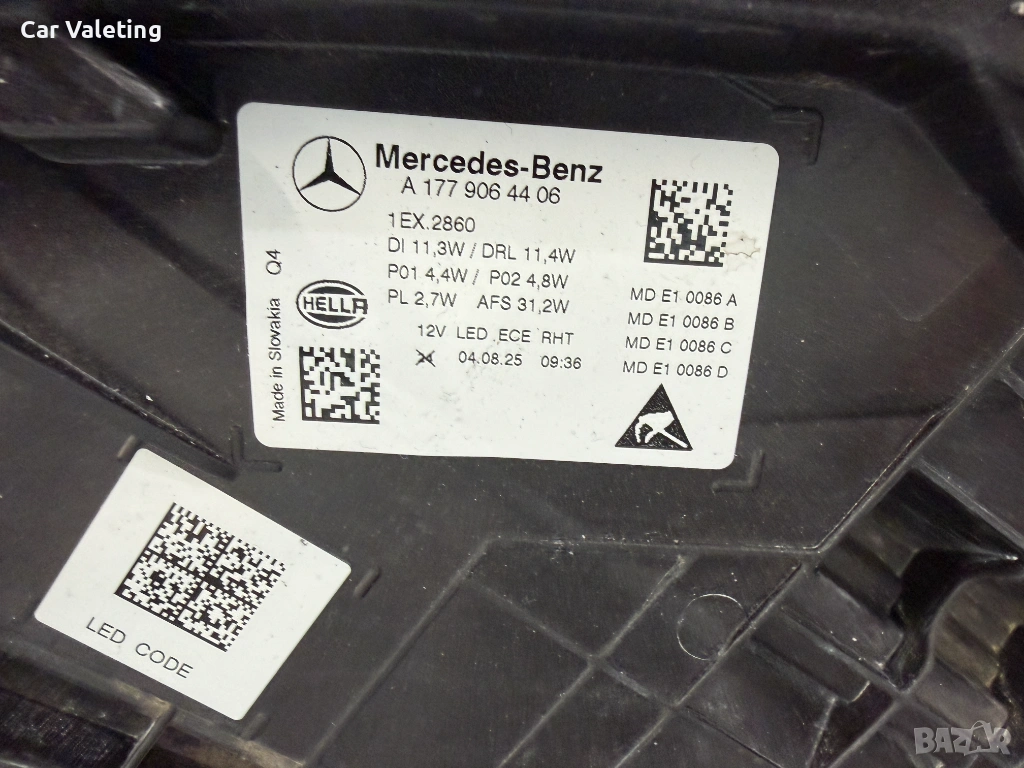 Car Valeting
Mercedes-Benz
A 177 906 44 06
1EX.2860
DI 11,3W / DRL 11,4W
P01 4,4W / P02 4,8W
PL 2,7W AFS 31,2W
12V LED ECE RHT
24 04.08.25 09:36
MD E1 0086 A
MD E1 0086 B
MD E1 0086 C
MD E1 0086 D
HELLA
Made in Slovakia Q4
LED CODE
BAZAR